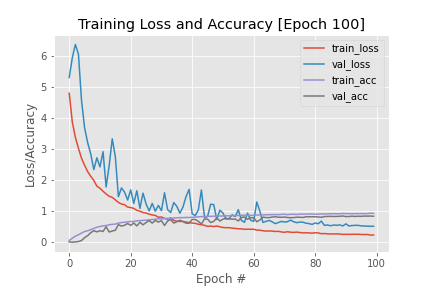 Training Loss and Accuracy [Epoch 100]
train_loss
val_loss
train_acc
val_acc
Loss/Accuracy
6
5
4
3
2
1
0
0
20
40
60
80
100
Epoch #